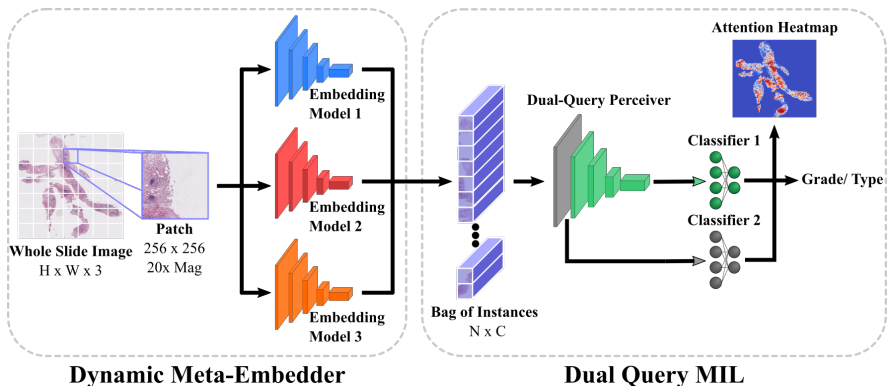 Attention Heatmap
Embedding
Model 1
Dual-Query Perceiver
Classifier 1
Embedding
Model 2
Grade/ Type
Classifier 2
Whole Slide Image
H x W x 3
Patch
256 x 256
20x Mag
Embedding
Model 3
Bag of Instances
N x C
Dynamic Meta-Embedder
Dual Query MIL